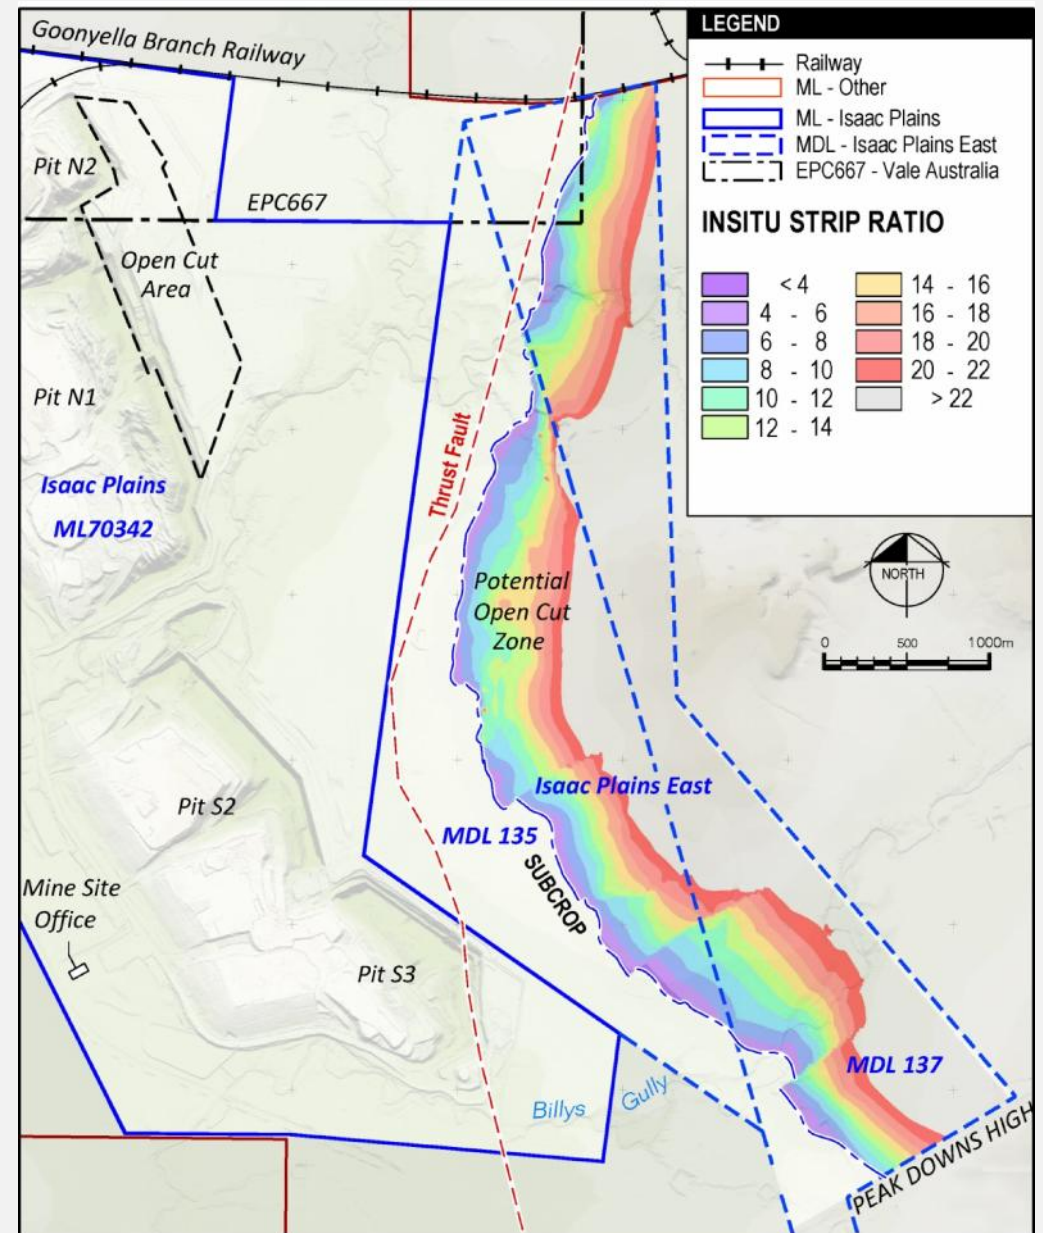 Goonyella Branch Railway
Pit N2
EPC667
Open Cut
Area
Pit N1
Isaac Plains
ML70342
Thrust Fault
Potential
Open Cut
Zone
Isaac Plains East
MDL 135
SUBCROP
Pit S2
Mine Site
Office
Pit S3
MDL 137
Billys Gully
PEAK DOWNS HIGH
LEGEND
Railway
ML - Other
ML - Isaac Plains
MDL - Isaac Plains East
EPC667 - Vale Australia
INSITU STRIP RATIO
< 4
4 - 6
6 - 8
8 - 10
10 - 12
12 - 14
14 - 16
16 - 18
18 - 20
20 - 22
> 22
NORTH
0 500 1000m